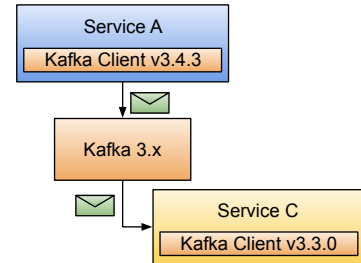 Service A
Kafka Client v3.4.3
Kafka 3.x
Service C
Kafka Client v3.3.0